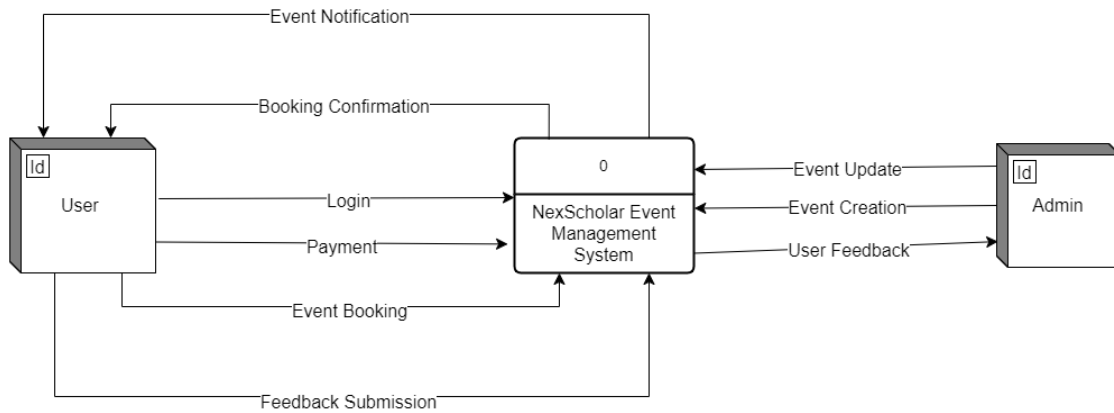 Event Notification
Booking Confirmation
Id
User
Login
Payment
Event Booking
Feedback Submission
0
NexScholar Event
Management
System
Event Update
Event Creation
User Feedback
Id
Admin